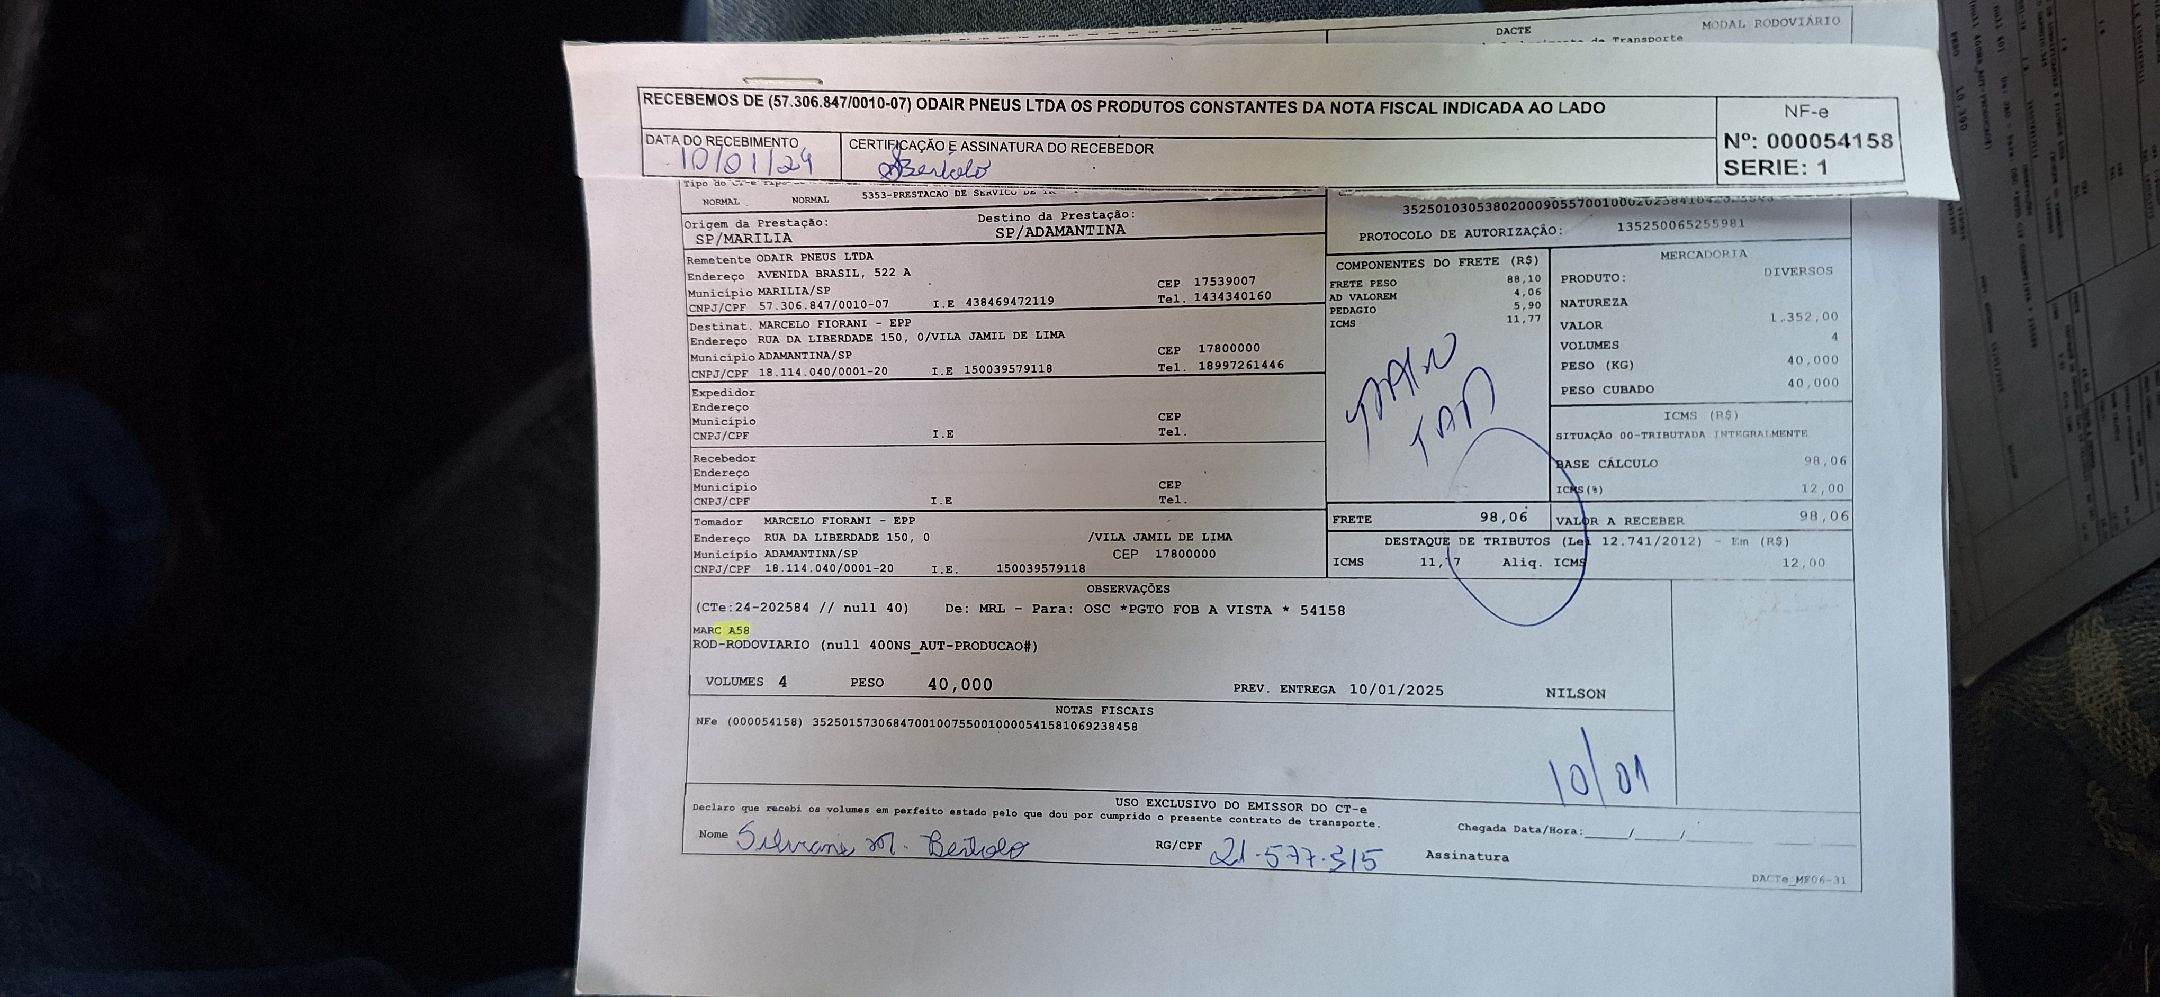 DACTE
MODAL RODOVIÁRIO
de Transporte
RECEBEMOS DE (57.306.847/0010-07) ODAIR PNEUS LTDA OS PRODUTOS CONSTANTES DA NOTA FISCAL INDICADA AO LADO
NF-e
Nº: 000054158
SERIE: 1
DATA DO RECEBIMENTO
10/01/24
CERTIFICAÇÃO E ASSINATURA DO RECEBEDOR
Bertolo
NORMAL NORMAL 5353-PRESTACAO DE SERVICO DE
Origem da Prestação:
SP/MARILIA
Destino da Prestação:
SP/ADAMANTINA
PROTOCOLO DE AUTORIZAÇÃO: 135250065255981
Remetente ODAIR PNEUS LTDA
Endereço AVENIDA BRASIL, 522 A
CEP 17539007
Município MARILIA/SP
Tel. 1434340160
CNPJ/CPF 57.306.847/0010-07 I.E 438469472119
Destinat. MARCELO FIORANI - EPP
Endereço RUA DA LIBERDADE 150, 0/VILA JAMIL DE LIMA
Município ADAMANTINA/SP CEP 17800000
CNPJ/CPF 18.114.040/0001-20 I.E 150039579118 Tel. 18997261446
Expedidor
Endereço
Município CEP
CNPJ/CPF I.E Tel.
Recebedor
Endereço
Município CEP
CNPJ/CPF I.E Tel.
Tomador MARCELO FIORANI - EPP
Endereço RUA DA LIBERDADE 150, 0 /VILA JAMIL DE LIMA
Município ADAMANTINA/SP CEP 17800000
CNPJ/CPF 18.114.040/0001-20 I.E. 150039579118
COMPONENTES DO FRETE (R$)
FRETE PESO 88,10
AD VALOREM 4,06
PEDAGIO 5,90
ICMS 11,77
FRETE 98,06
MERCADORIA
PRODUTO: DIVERSOS
NATUREZA
VALOR 1.352,00
VOLUMES 4
PESO (KG) 40,000
PESO CUBADO 40,000
ICMS (R$)
SITUAÇÃO 00-TRIBUTADA INTEGRALMENTE
BASE CÁLCULO 98,06
ICMS(%) 12,00
VALOR A RECEBER 98,06
DESTAQUE DE TRIBUTOS (Lei 12.741/2012) - Em (R$)
ICMS 11,77 Aliq. ICMS 12,00
OBSERVAÇÕES
(CTe:24-202584 // null 40) De: MRL - Para: OSC *PGTO FOB A VISTA * 54158
MARC A58
ROD-RODOVIARIO (null 400NS_AUT-PRODUCAO#)
VOLUMES 4 PESO 40,000 PREV. ENTREGA 10/01/2025 NILSON
NOTAS FISCAIS
NFe (000054158) 35250157306847001007550010000541581069238458
10/01
USO EXCLUSIVO DO EMISSOR DO CT-e
Declaro que recebi os volumes em perfeito estado pelo que dou por cumprido o presente contrato de transporte.
Nome Silvane M. Bertolo RG/CPF 21.577.315 Assinatura
Chegada Data/Hora:_____/_____/
DACTe_MF06-31